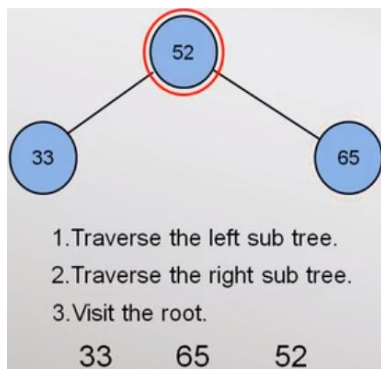 52
33 65
1.Traverse the left sub tree.
2.Traverse the right sub tree.
3.Visit the root.
33 65 52